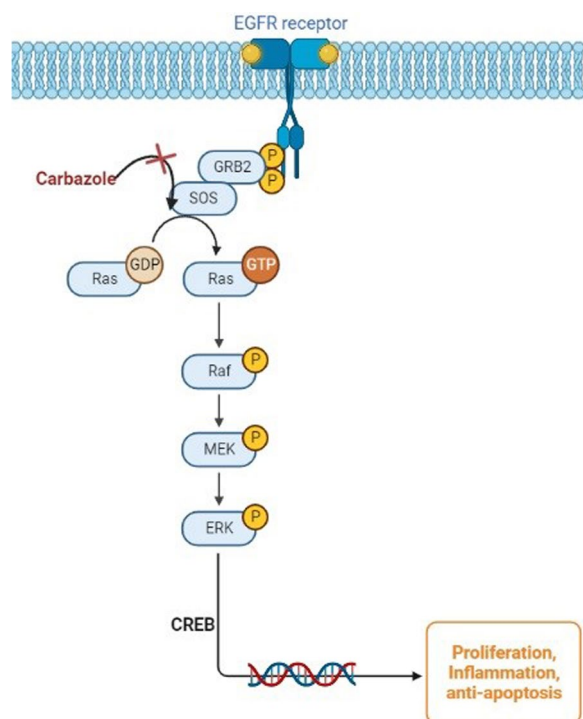 EGFR receptor
P
GRB2
P
Carbazole
SOS
GDP
GTP
Ras
Ras
P
Raf
P
MEK
P
ERK
CREB
Proliferation,
Inflammation,
anti-apoptosis